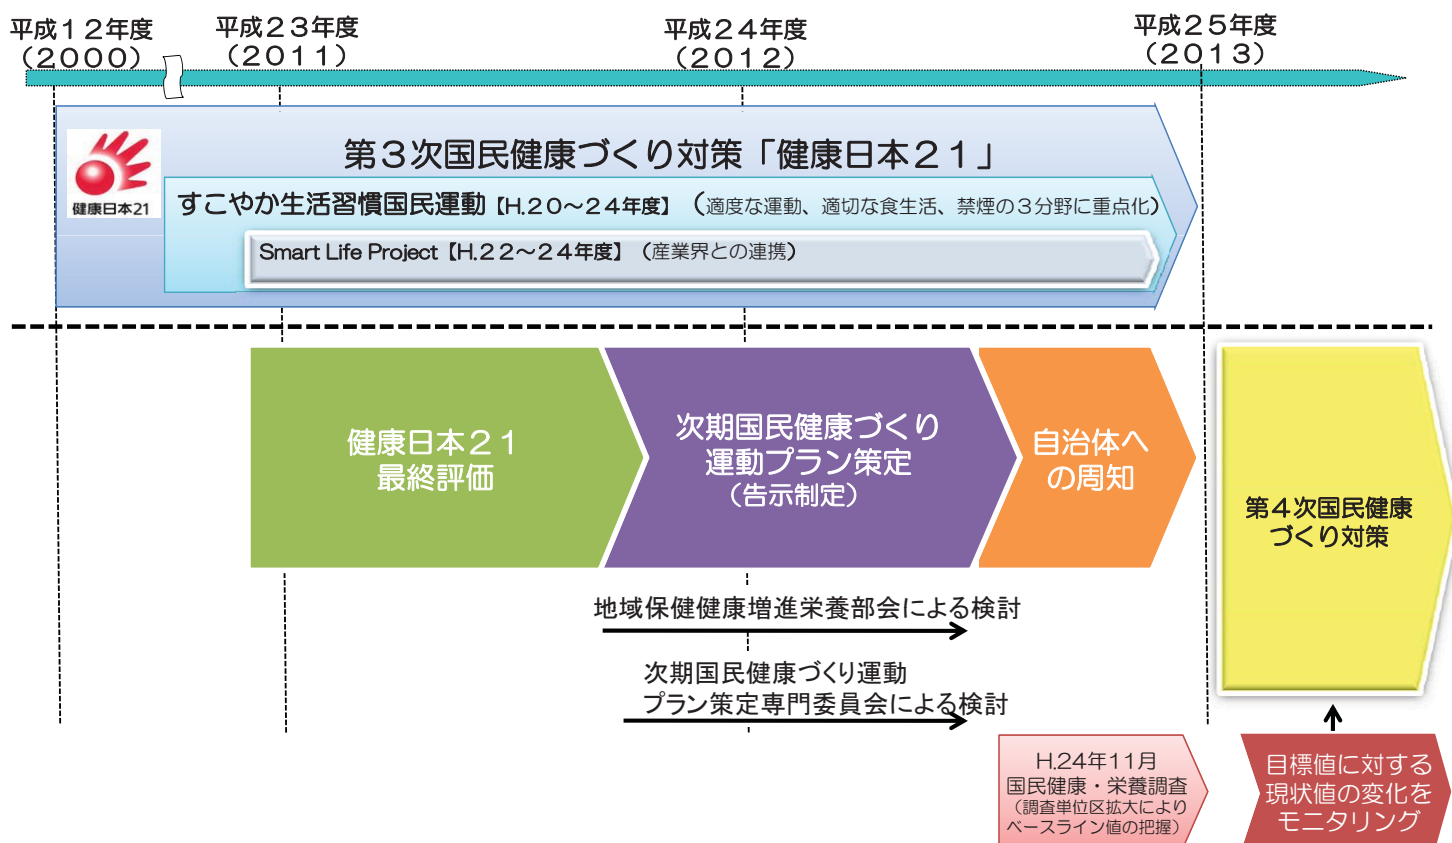 平成１２年度
（２０００）
平成２３年度
（２０１１）
平成２４年度
（２０１２）
平成２５年度
（２０１３）
健康日本21
第３次国民健康づくり対策「健康日本２１」
すこやか生活習慣国民運動【H.２０～２４年度】（適度な運動、適切な食生活、禁煙の３分野に重点化）
Smart Life Project【H.２２～２４年度】（産業界との連携）
健康日本２１
最終評価
次期国民健康づくり
運動プラン策定
（告示制定）
自治体へ
の周知
第４次国民健康
づくり対策
地域保健健康増進栄養部会による検討
次期国民健康づくり運動
プラン策定専門委員会による検討
H.24年11月
国民健康・栄養調査
（調査単位区拡大により
ベースライン値の把握）
目標値に対する
現状値の変化を
モニタリング